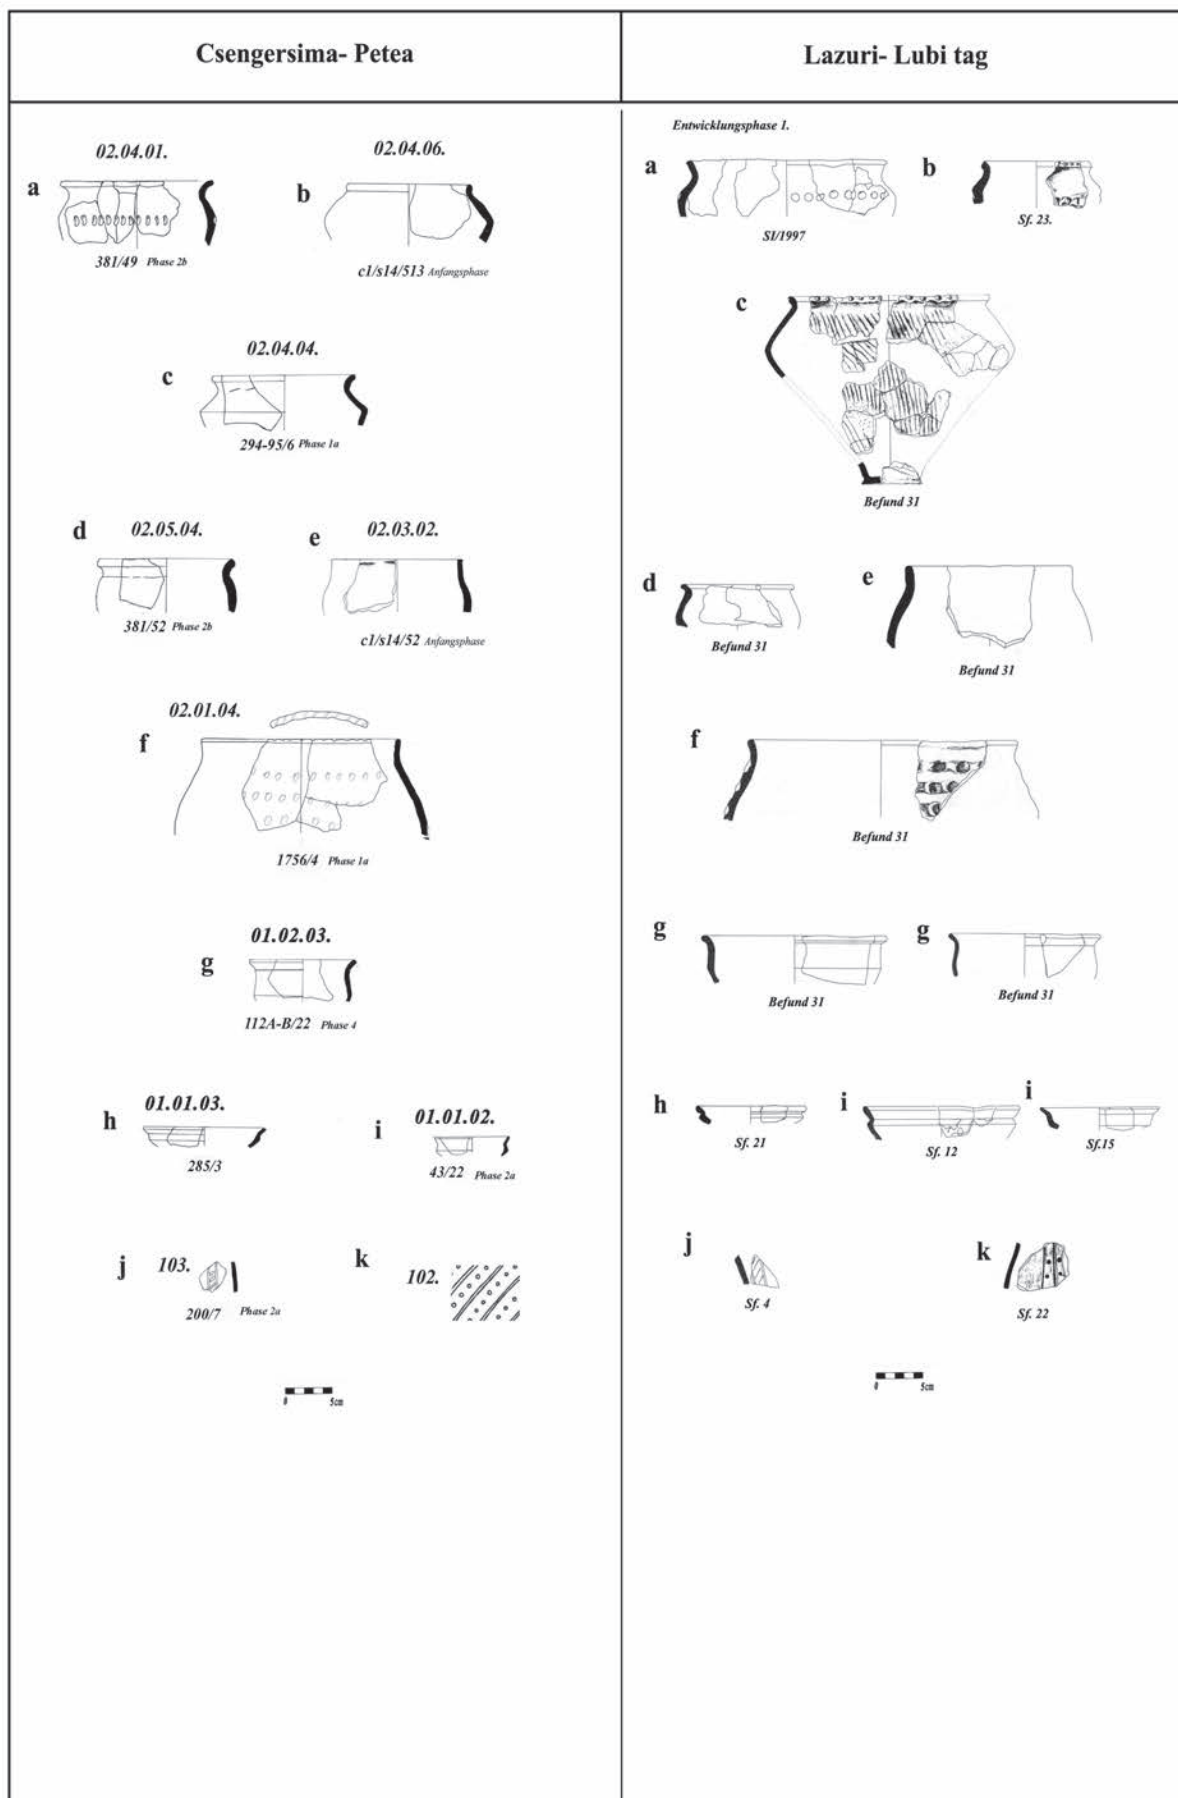 Csengersima- Petea
02.04.01.
02.04.06.
a
b
381/49 Phase 2b
c1/s14/513 Anfangsphase
02.04.04.
c
294-95/6 Phase 1a
d 02.05.04.
e 02.03.02.
381/52 Phase 2b
c1/s14/52 Anfangsphase
02.01.04.
f
1756/4 Phase 1a
01.02.03.
g
112A-B/22 Phase 4
h 01.01.03.
i 01.01.02.
285/3
43/22 Phase 2a
j 103.
k 102.
200/7 Phase 2a
0 5cm
Lazuri- Lubi tag
Entwicklungsphase 1.
a
b
SI/1997
Sf. 23.
c
Befund 31
d
e
Befund 31
Befund 31
f
Befund 31
g
g
Befund 31
Befund 31
h
i
i
Sf. 21
Sf. 12
Sf.15
j
k
Sf. 4
Sf. 22
0 5cm